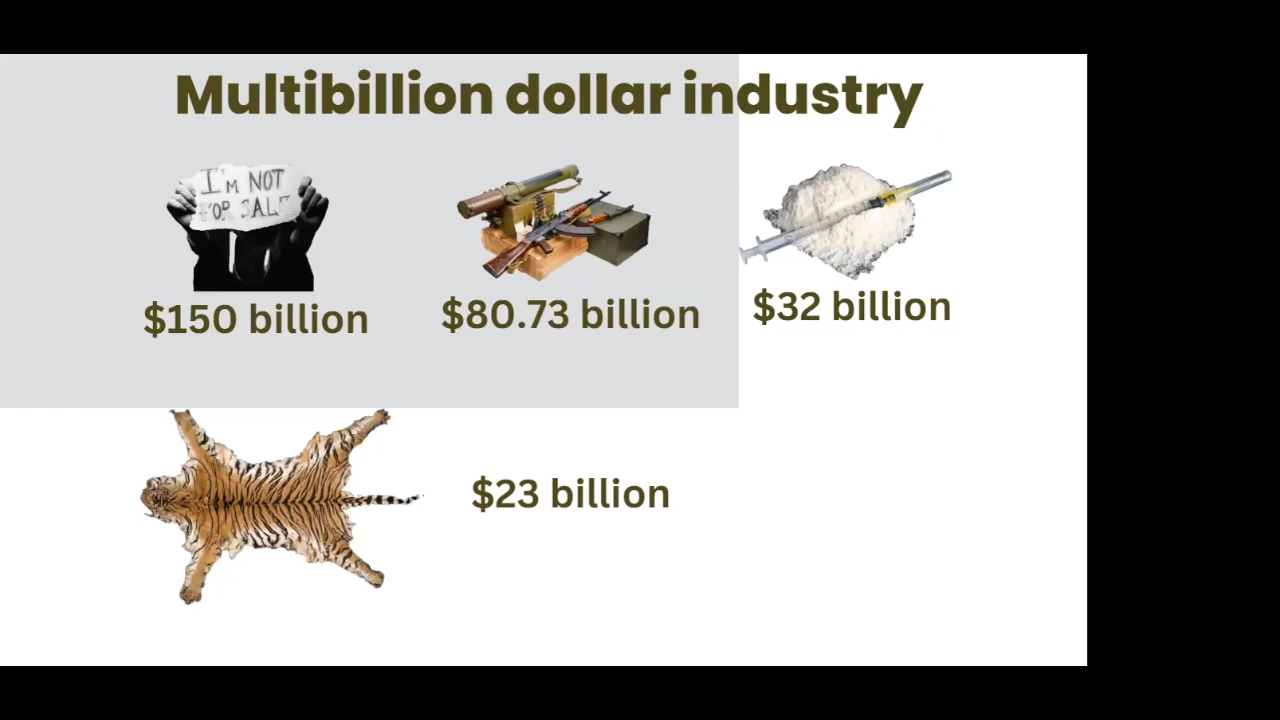 Multibillion dollar industry
I'M NOT
FOR SALE
$150 billion
$80.73 billion
$32 billion
$23 billion